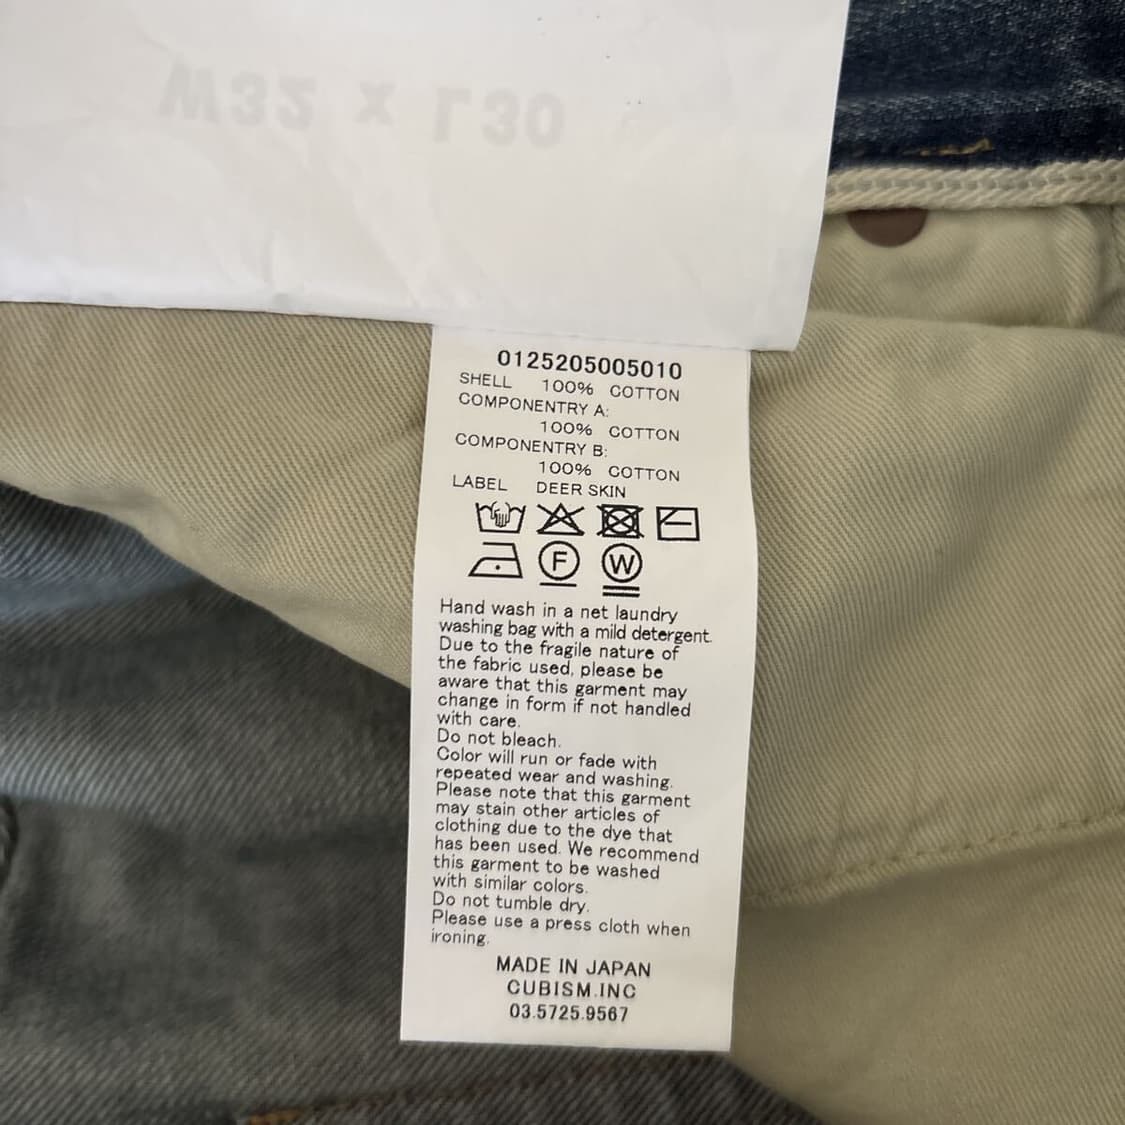 W32 x L30
0125205005010
SHELL 100% COTTON
COMPONENTRY A:
100% COTTON
COMPONENTRY B:
100% COTTON
LABEL DEER SKIN
F W
Hand wash in a net laundry
washing bag with a mild detergent.
Due to the fragile nature of
the fabric used, please be
aware that this garment may
change in form if not handled
with care.
Do not bleach.
Color will run or fade with
repeated wear and washing.
Please note that this garment
may stain other articles of
clothing due to the dye that
has been used. We recommend
this garment to be washed
with similar colors.
Do not tumble dry.
Please use a press cloth when
ironing.
MADE IN JAPAN
CUBISM.INC
03.5725.9567